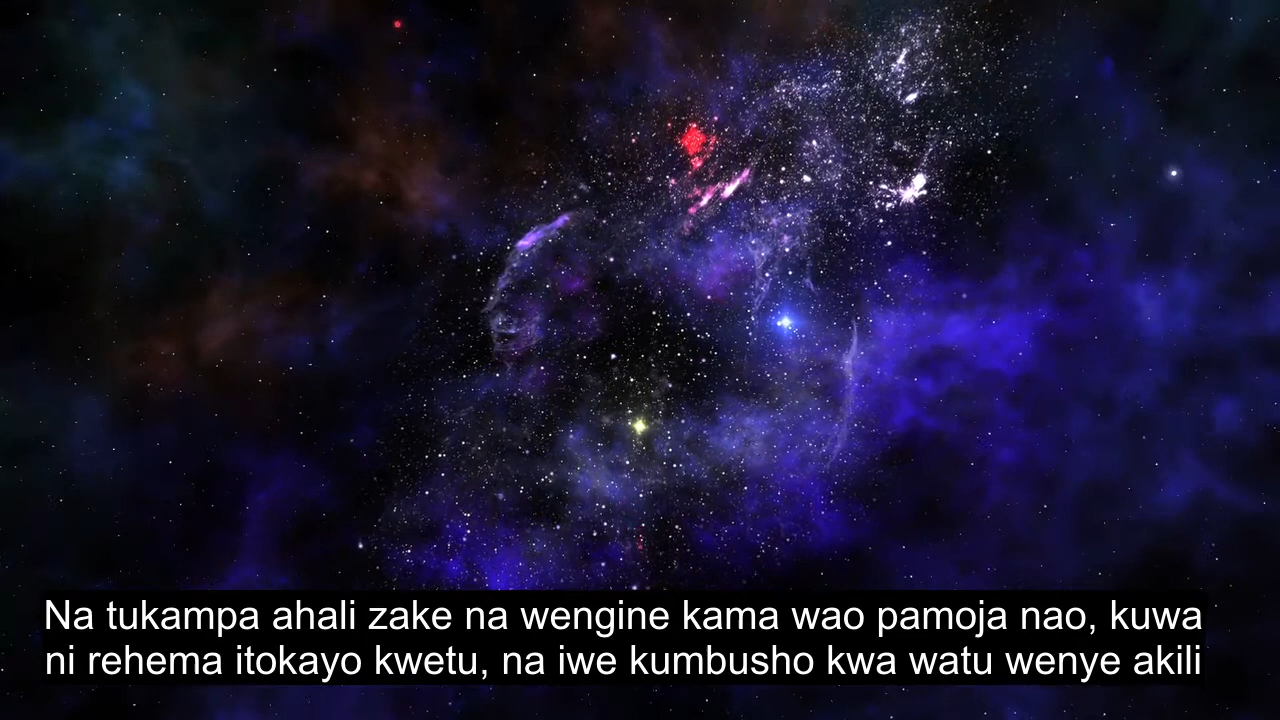 Na tukampa ahali zake na wengine kama wao pamoja nao, kuwa
ni rehema itokayo kwetu, na iwe kumbusho kwa watu wenye akili